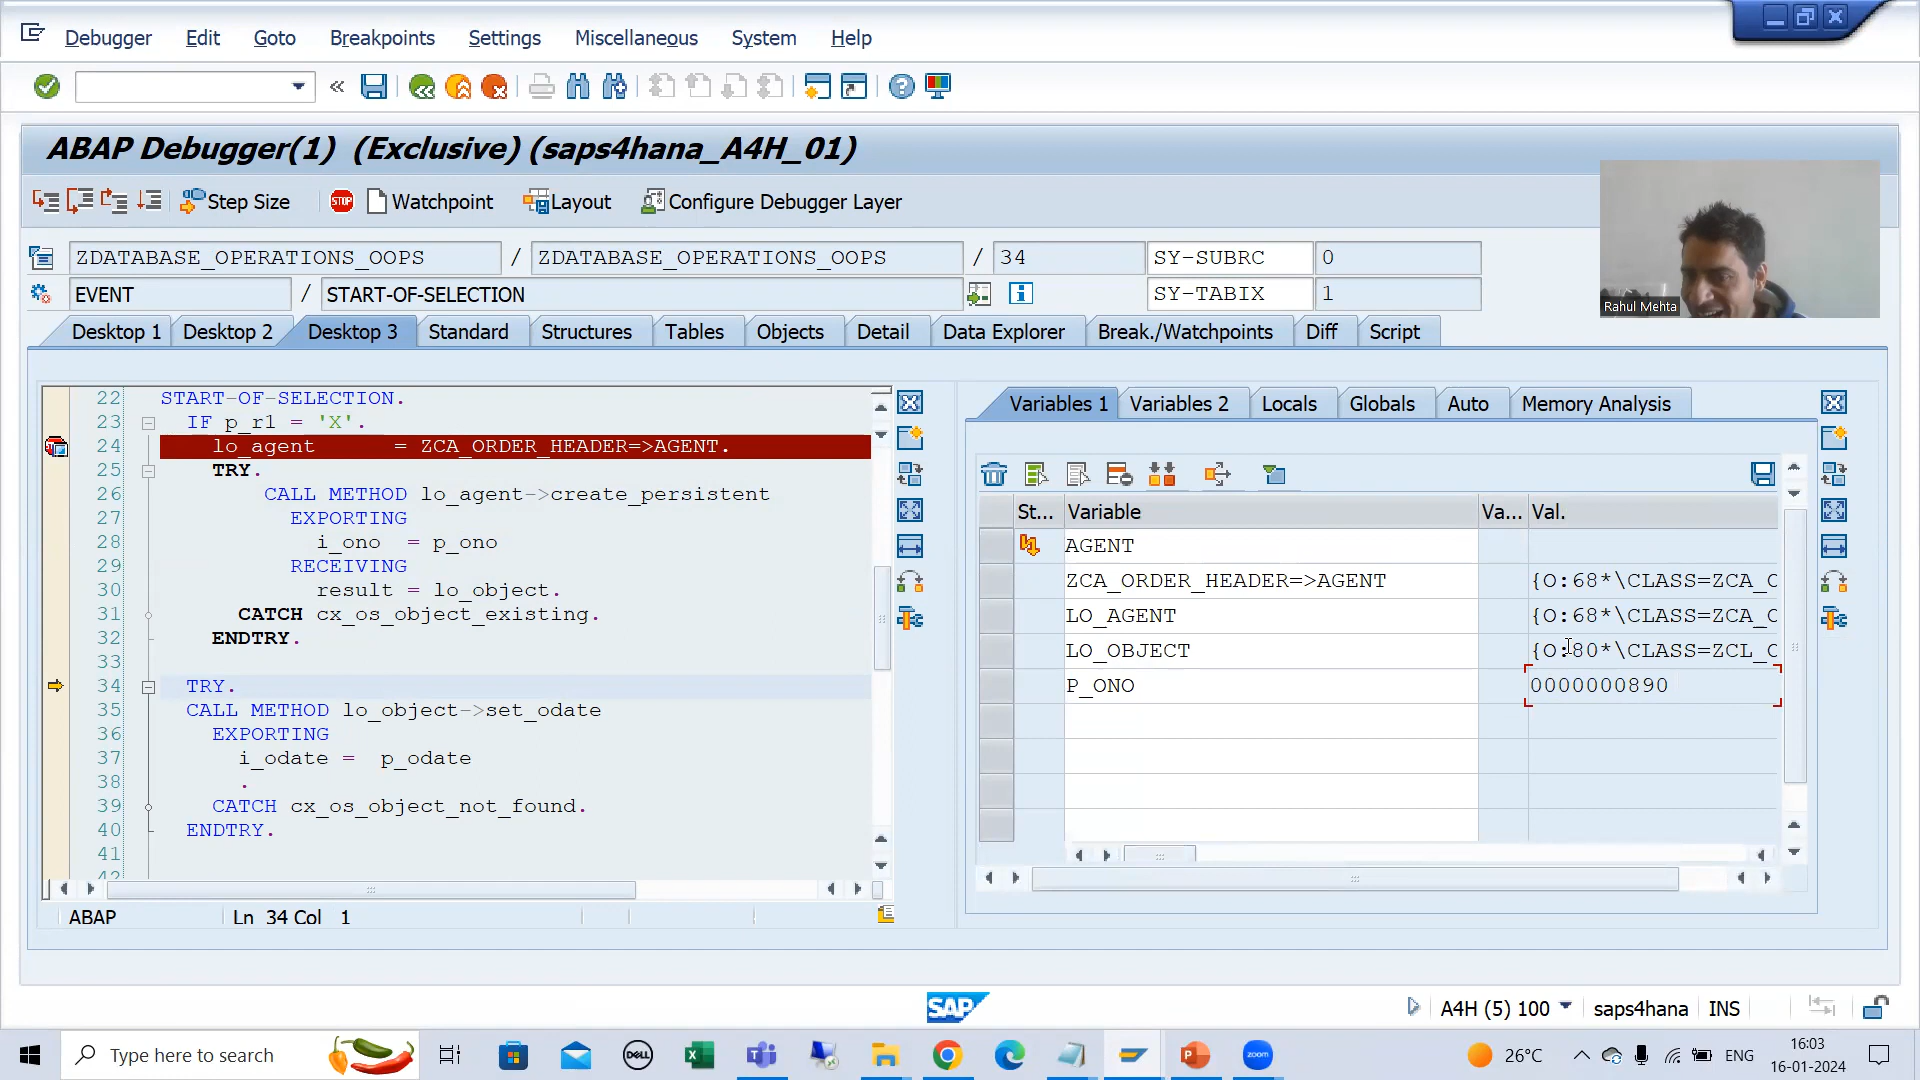 Debugger Edit Goto Breakpoints Settings Miscellaneous System Help
ABAP Debugger(1) (Exclusive) (saps4hana_A4H_01)
Step Size STOP Watchpoint Layout Configure Debugger Layer
ZDATABASE_OPERATIONS_OOPS / ZDATABASE_OPERATIONS_OOPS / 34 SY-SUBRC 0
EVENT / START-OF-SELECTION SY-TABIX 1
Rahul Mehta
Desktop 1 Desktop 2 Desktop 3 Standard Structures Tables Objects Detail Data Explorer Break./Watchpoints Diff Script
22 START-OF-SELECTION.
23 IF p_r1 = 'X'.
24 lo_agent = ZCA_ORDER_HEADER=>AGENT.
25 TRY.
26 CALL METHOD lo_agent->create_persistent
27 EXPORTING
28 i_ono = p_ono
29 RECEIVING
30 result = lo_object.
31 CATCH cx_os_object_existing.
32 ENDTRY.
33
34 TRY.
35 CALL METHOD lo_object->set_odate
36 EXPORTING
37 i_odate = p_odate
38 .
39 CATCH cx_os_object_not_found.
40 ENDTRY.
41
42
ABAP Ln 34 Col 1
Variables 1 Variables 2 Locals Globals Auto Memory Analysis
St... Variable Va... Val.
AGENT
ZCA_ORDER_HEADER=>AGENT {O:68*\CLASS=ZCA_O
LO_AGENT {O:68*\CLASS=ZCA_O
LO_OBJECT {O:80*\CLASS=ZCL_O
P_ONO 0000000890
SAP A4H (5) 100 saps4hana INS
Type here to search DELL zoom 26°C ENG 16:03
16-01-2024